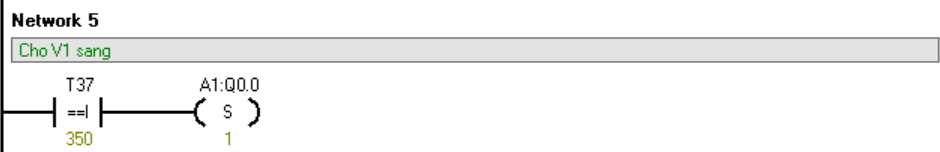 Network 5
Cho V1 sang
T37 A1:Q0.0
==I S
350 1